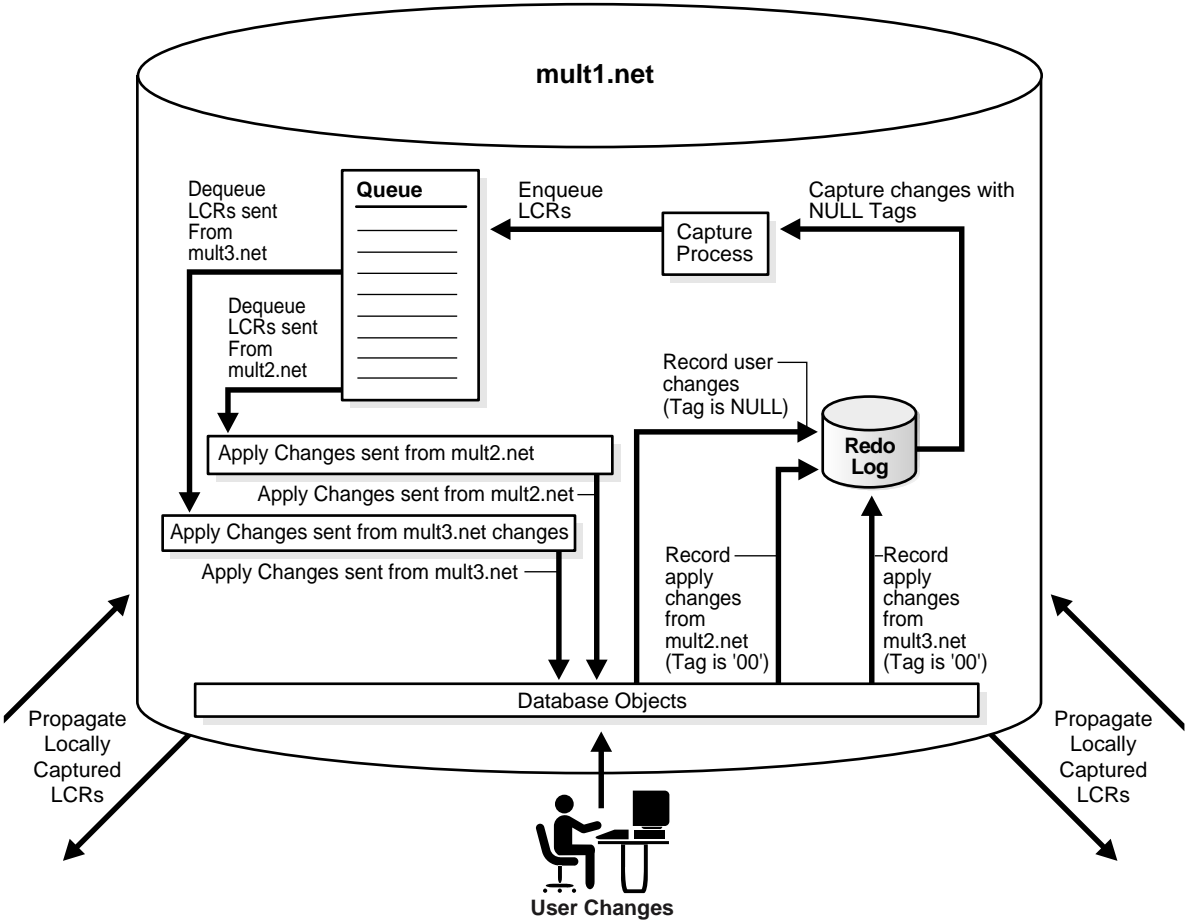 mult1.net
Dequeue
LCRs sent
From
mult3.net
Queue
Enqueue
LCRs
Capture changes with
NULL Tags
Capture
Process
Dequeue
LCRs sent
From
mult2.net
Record user
changes
(Tag is NULL)
Redo
Log
Apply Changes sent from mult2.net
Apply Changes sent from mult2.net
Apply Changes sent from mult3.net changes
Apply Changes sent from mult3.net
Record
apply
changes
from
mult2.net
(Tag is '00')
Record
apply
changes
from
mult3.net
(Tag is '00')
Database Objects
Propagate
Locally
Captured
LCRs
Propagate
Locally
Captured
LCRs
User Changes